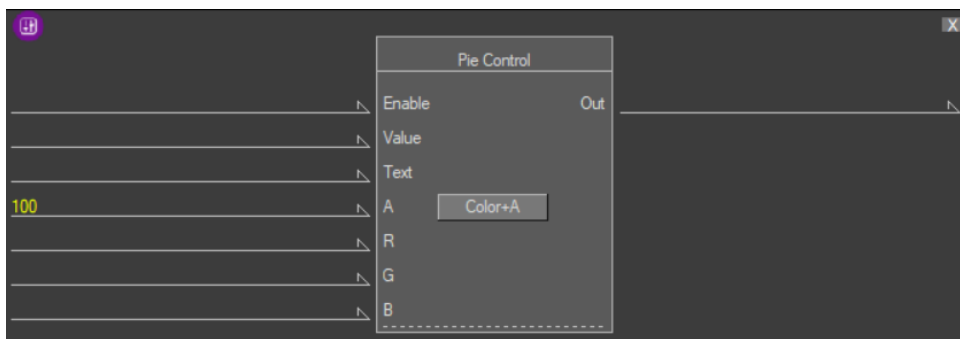 X
Pie Control
Enable Out
Value
Text
100 A Color+A
R
G
B